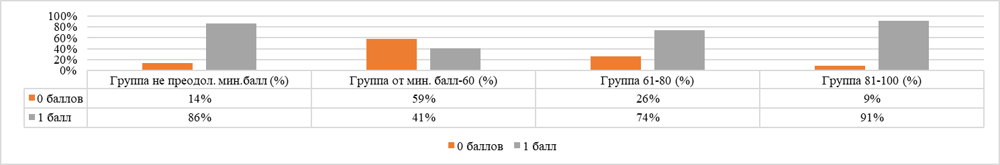 100%
80%
60%
40%
20%
0%
Группа не преодол. мин.балл (%) Группа от мин. балл-60 (%) Группа 61-80 (%) Группа 81-100 (%)
0 баллов 14% 59% 26% 9%
1 балл 86% 41% 74% 91%
0 баллов 1 балл